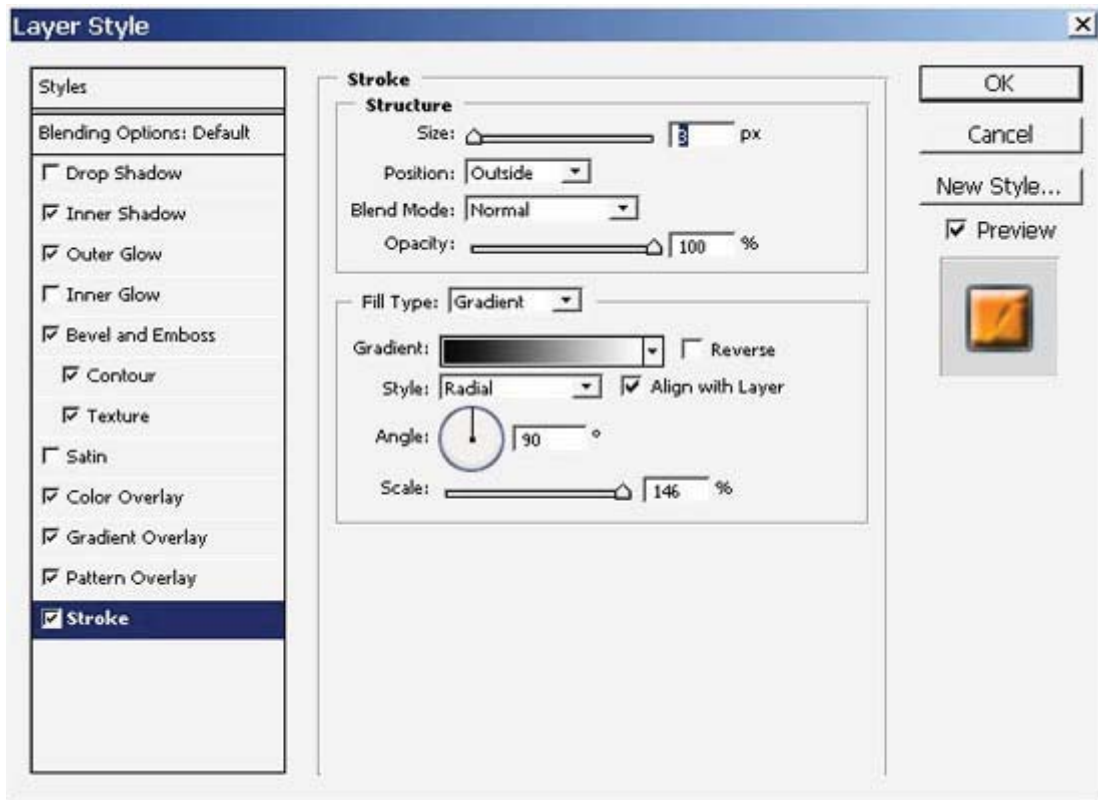 Layer Style
Styles
Blending Options: Default
Drop Shadow
Inner Shadow
Outer Glow
Inner Glow
Bevel and Emboss
Contour
Texture
Satin
Color Overlay
Gradient Overlay
Pattern Overlay
Stroke
Stroke
Structure
Size: 3 px
Position: Outside
Blend Mode: Normal
Opacity: 100 %
Fill Type: Gradient
Gradient: Reverse
Style: Radial Align with Layer
Angle: 90 °
Scale: 146 %
OK
Cancel
New Style...
Preview